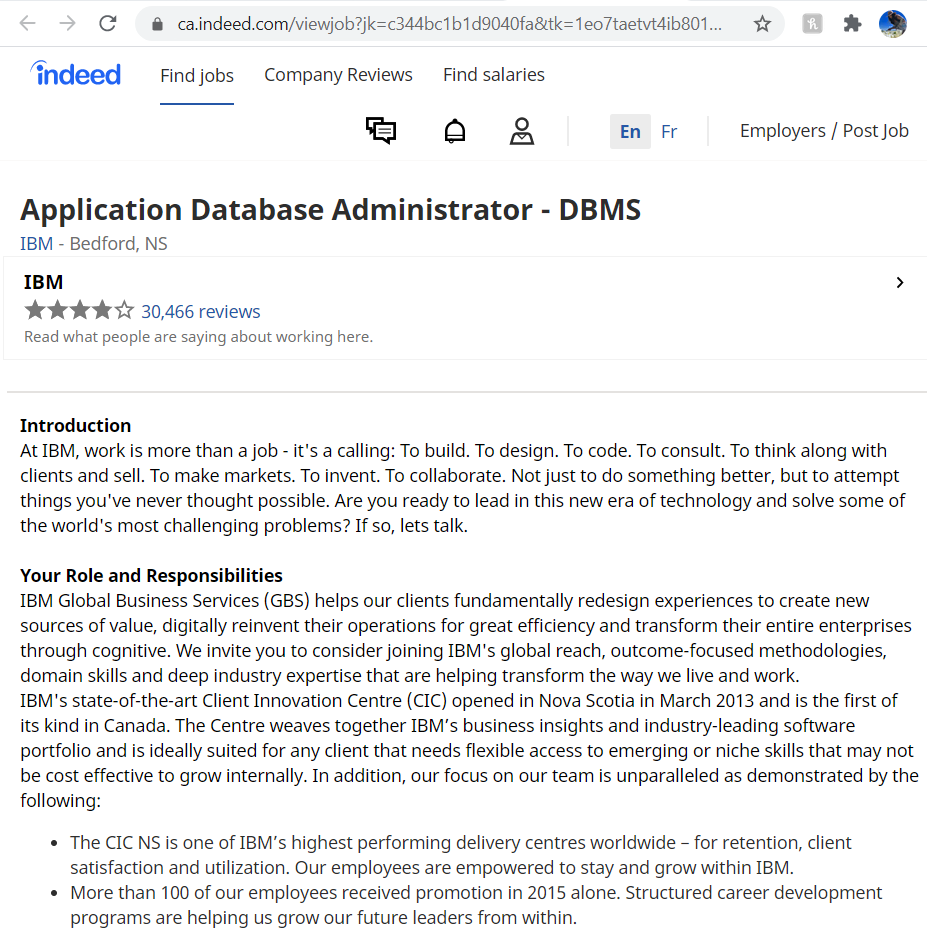 ca.indeed.com/viewjob?jk=c344bc1b1d9040fa&tk=1eo7taetvt4ib801...
indeed
Find jobs
Company Reviews
Find salaries
En
Fr
Employers / Post Job
Application Database Administrator - DBMS
IBM - Bedford, NS
IBM
30,466 reviews
Read what people are saying about working here.
Introduction
At IBM, work is more than a job - it's a calling: To build. To design. To code. To consult. To think along with
clients and sell. To make markets. To invent. To collaborate. Not just to do something better, but to attempt
things you've never thought possible. Are you ready to lead in this new era of technology and solve some of
the world's most challenging problems? If so, lets talk.
Your Role and Responsibilities
IBM Global Business Services (GBS) helps our clients fundamentally redesign experiences to create new
sources of value, digitally reinvent their operations for great efficiency and transform their entire enterprises
through cognitive. We invite you to consider joining IBM's global reach, outcome-focused methodologies,
domain skills and deep industry expertise that are helping transform the way we live and work.
IBM's state-of-the-art Client Innovation Centre (CIC) opened in Nova Scotia in March 2013 and is the first of
its kind in Canada. The Centre weaves together IBM’s business insights and industry-leading software
portfolio and is ideally suited for any client that needs flexible access to emerging or niche skills that may not
be cost effective to grow internally. In addition, our focus on our team is unparalleled as demonstrated by the
following:
• The CIC NS is one of IBM’s highest performing delivery centres worldwide – for retention, client
satisfaction and utilization. Our employees are empowered to stay and grow within IBM.
• More than 100 of our employees received promotion in 2015 alone. Structured career development
programs are helping us grow our future leaders from within.